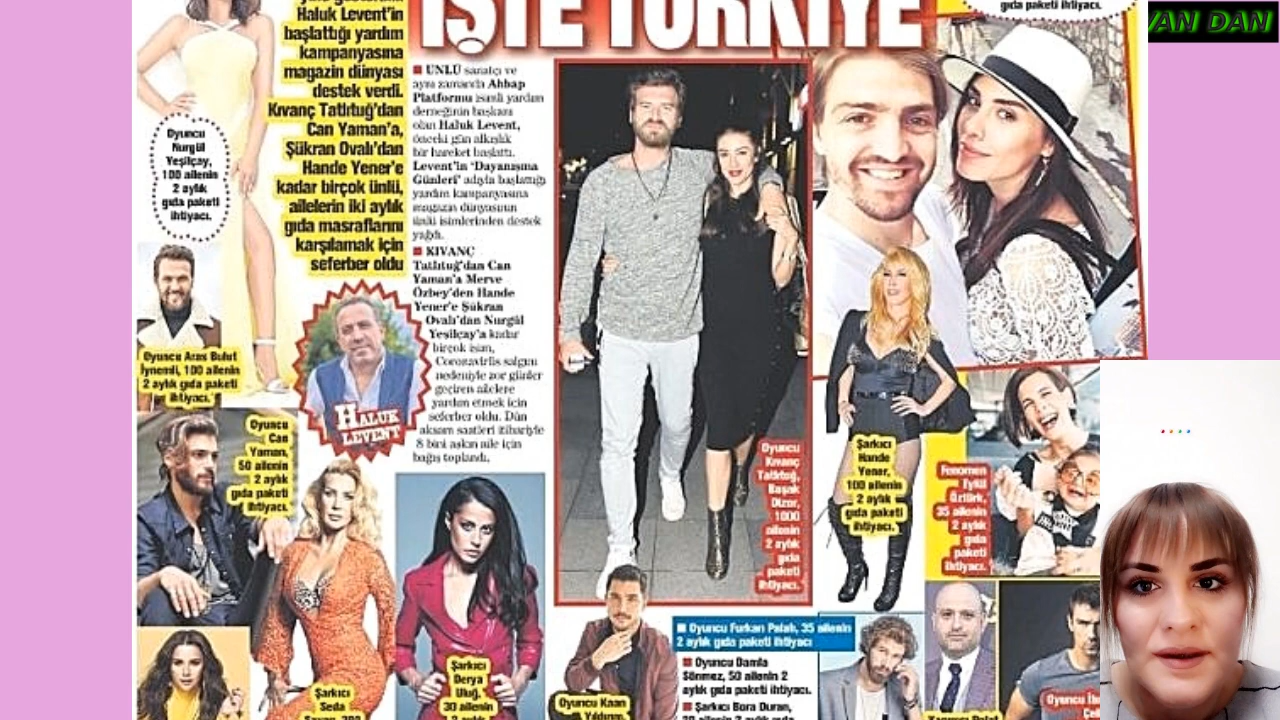 gıda paketi ihtiyacı.
VAN DAN
İŞTE TÜRKİYE
Haluk Levent'in
başlattığı yardım
kampanyasına
magazin dünyası
destek verdi.
Kıvanç Tatlıtuğ'dan
Can Yaman'a,
Şükran Ovalı'dan
Hande Yener'e
kadar birçok ünlü,
ailelerin iki aylık
gıda masraflarını
karşılamak için
seferber oldu
Oyuncu
Nurgül
Yeşilçay,
100 ailenin
2 aylık
gıda paketi
ihtiyacı.
ÜNLÜ sanatçı ve
aynı zamanda Ahbap
Platformu isimli yardım
derneğinin başkanı
olan Haluk Levent,
önceki gün alkışlık
bir hareket başlattı.
Levent'in 'Dayanışma
Günleri' adıyla başlattığı
yardım kampanyasına
magazin dünyasının
ünlü isimlerinden destek
yağdı.
KIVANÇ
Tatlıtuğ'dan Can
Yaman'a Merve
Özbey'den Hande
Yener'e Şükran
Ovalı'dan Nurgül
Yeşilçay'a kadar
birçok isim,
Coronavirüs salgını
nedeniyle zor günler
geçiren ailelere
yardım etmek için
seferber oldu. Dün
akşam saatleri itibariyle
8 bini aşkın aile için
bağış toplandı.
Oyuncu Aras Bulut
İynemli, 100 ailenin
2 aylık gıda paketi
ihtiyacı.
HALUK
LEVENT
Oyuncu
Can
Yaman,
50 ailenin
2 aylık
gıda paketi
ihtiyacı.
Oyuncu
Kıvanç
Tatlıtuğ,
Başak
Dizer,
1000
ailenin
2 aylık
gıda
paketi
ihtiyacı.
Şarkıcı
Hande
Yener,
100 ailenin
2 aylık
gıda paketi
ihtiyacı.
Fenomen
Eylül
Öztürk,
35 ailenin
2 aylık
gıda
paketi
ihtiyacı.
Şarkıcı
Seda
Şarkıcı
Derya
Uluğ,
30 ailenin
Oyuncu Kaan
Yıldırım,
Oyuncu Furkan Palalı, 35 ailenin
2 aylık gıda paketi ihtiyacı
Oyuncu Damla
Sönmez, 50 ailenin 2
aylık gıda paketi ihtiyacı.
Şarkıcı Bora Duran,
Oyuncu